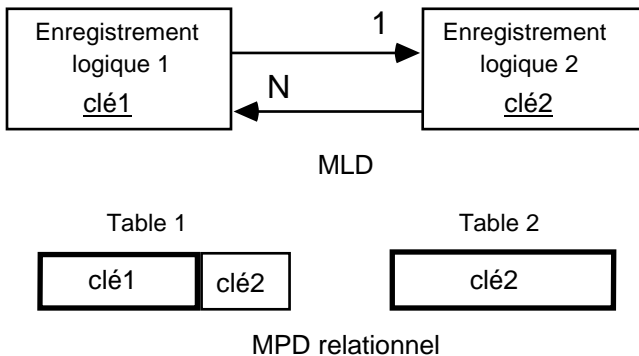 Enregistrement
logique 1
clé1
1
N
Enregistrement
logique 2
clé2
MLD
Table 1
Table 2
clé1
clé2
clé2
MPD relationnel